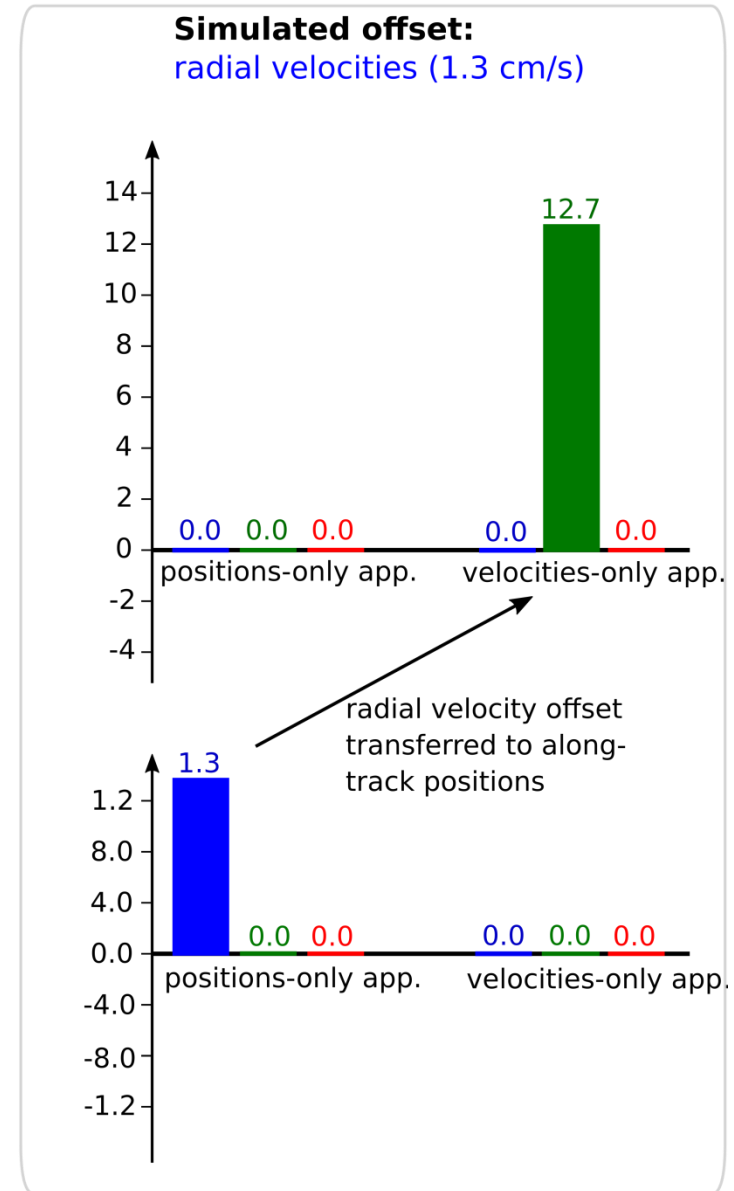 Simulated offset:
radial velocities (1.3 cm/s)
14
12
10
8
6
4
2
0
-2
-4
12.7
0.0 0.0 0.0 0.0 0.0
positions-only app. velocities-only app.
radial velocity offset
transferred to along-
track positions
1.3
1.2
8.0
4.0
0.0
-4.0
-8.0
-1.2
0.0 0.0 0.0 0.0 0.0
positions-only app. velocities-only app.